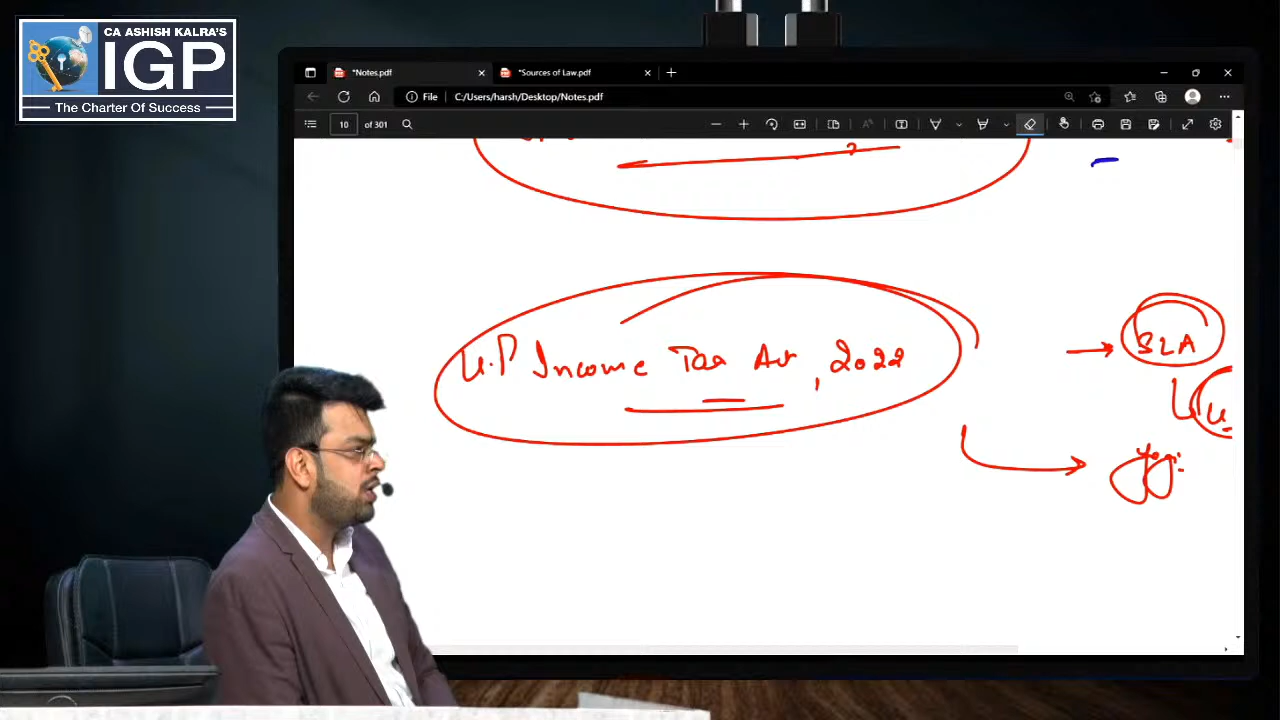 CA ASHISH KALRA'S
IGP
The Charter Of Success
*Notes.pdf
*Sources of Law.pdf
File
C:/Users/harsh/Desktop/Notes.pdf
10 of 301
U.P Income Tax Act, 2022
SLA
U.
Yogi